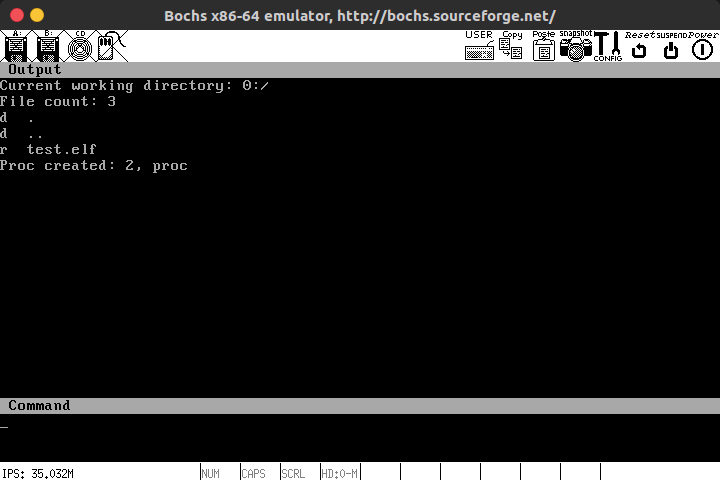 Bochs x86-64 emulator, http://bochs.sourceforge.net/
A: B: CD USER Copy Paste Snapshot CONFIG Reset SUSPEND Power
Output
Current working directory: 0:/
File count: 3
d  .
d  ..
r  test.elf
Proc created: 2, proc
Command
_
IPS: 35.032M NUM CAPS SCRL HD:0-M